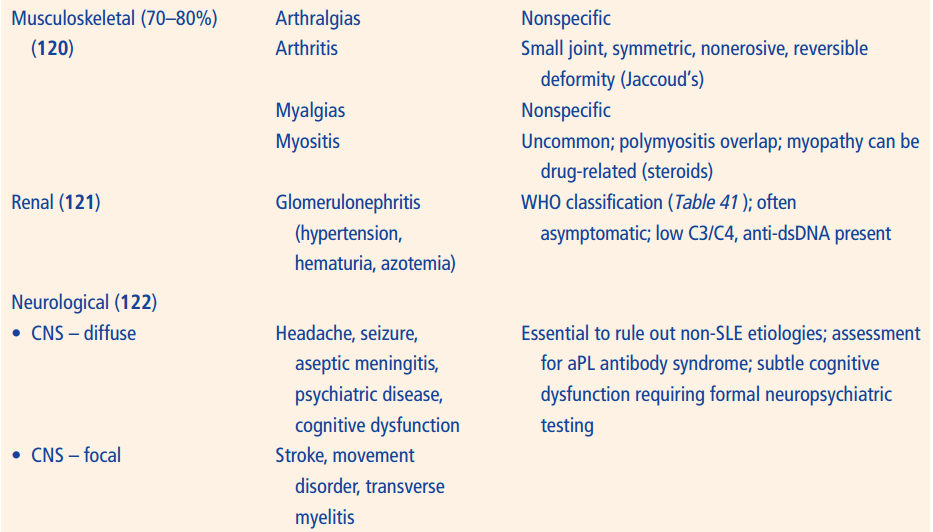 Musculoskeletal (70–80%) Arthralgias Nonspecific
(120) Arthritis Small joint, symmetric, nonerosive, reversible
deformity (Jaccoud's)
Myalgias Nonspecific
Myositis Uncommon; polymyositis overlap; myopathy can be
drug-related (steroids)
Renal (121) Glomerulonephritis WHO classification (Table 41 ); often
(hypertension, asymptomatic; low C3/C4, anti-dsDNA present
hematuria, azotemia)
Neurological (122)
• CNS – diffuse Headache, seizure, Essential to rule out non-SLE etiologies; assessment
aseptic meningitis, for aPL antibody syndrome; subtle cognitive
psychiatric disease, dysfunction requiring formal neuropsychiatric
cognitive dysfunction testing
• CNS – focal Stroke, movement
disorder, transverse
myelitis